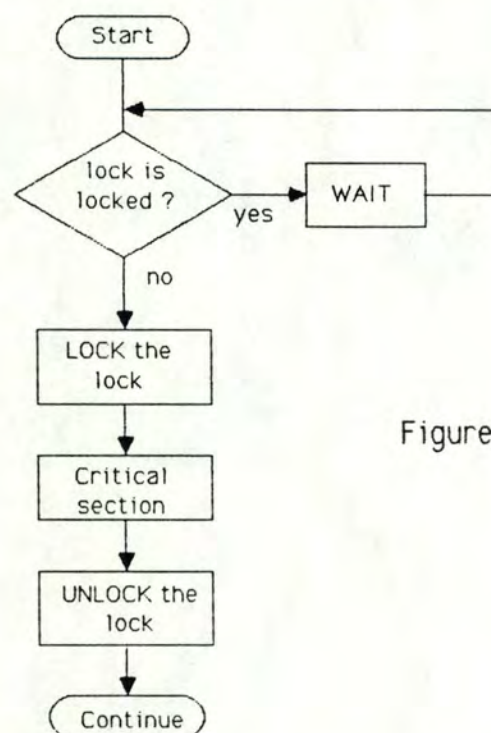 Start
lock is
locked ?
yes
WAIT
no
LOCK the
lock
Figure
Critical
section
UNLOCK the
lock
Continue